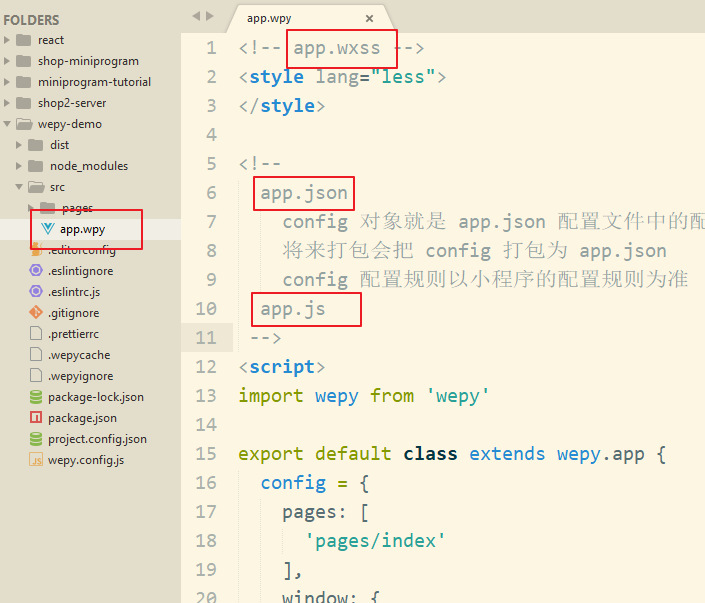 FOLDERS
react
shop-miniprogram
miniprogram-tutorial
shop2-server
wepy-demo
dist
node_modules
src
pages
app.wpy
.editorconfig
.eslintignore
.eslintrc.js
.gitignore
.prettierrc
.wepycache
.wepyignore
package-lock.json
package.json
project.config.json
wepy.config.js
app.wpy ×
1 <!-- app.wxss -->
2 <style lang="less">
3 </style>
4
5 <!--
6 app.json
7 config 对象就是 app.json 配置文件中的配
8 将来打包会把 config 打包为 app.json
9 config 配置规则以小程序的配置规则为准
10 app.js
11 -->
12 <script>
13 import wepy from 'wepy'
14
15 export default class extends wepy.app {
16 config = {
17 pages: [
18 'pages/index'
19 ],
20 window: {